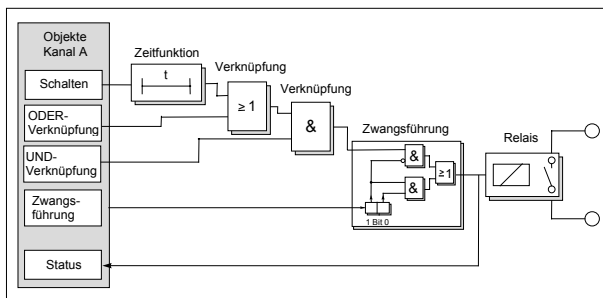 Objekte
Kanal A
Schalten
ODER-
Verknüpfung
UND-
Verknüpfung
Zwangs-
führung
Status
Zeitfunktion
t
Verknüpfung
≥ 1
Verknüpfung
&
Zwangsführung
&
&
≥1
1 Bit 0
Relais